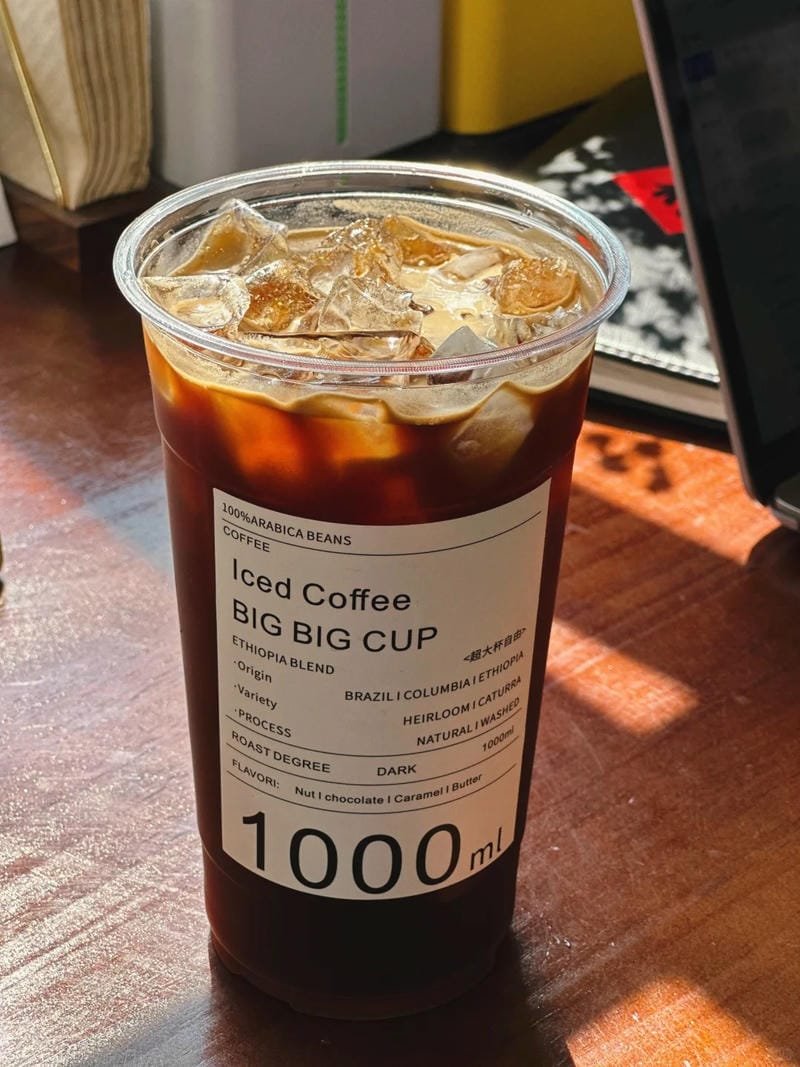 100%ARABICA BEANS
COFFEE
Iced Coffee
BIG BIG CUP
<超大杯自由>
ETHIOPIA BLEND
·Origin BRAZIL I COLUMBIA I ETHIOPIA
·Variety HEIRLOOM I CATURRA
·PROCESS NATURAL I WASHED
ROAST DEGREE DARK 1000ml
FLAVORI: Nut I chocolate I Caramel I Butter
1000ml